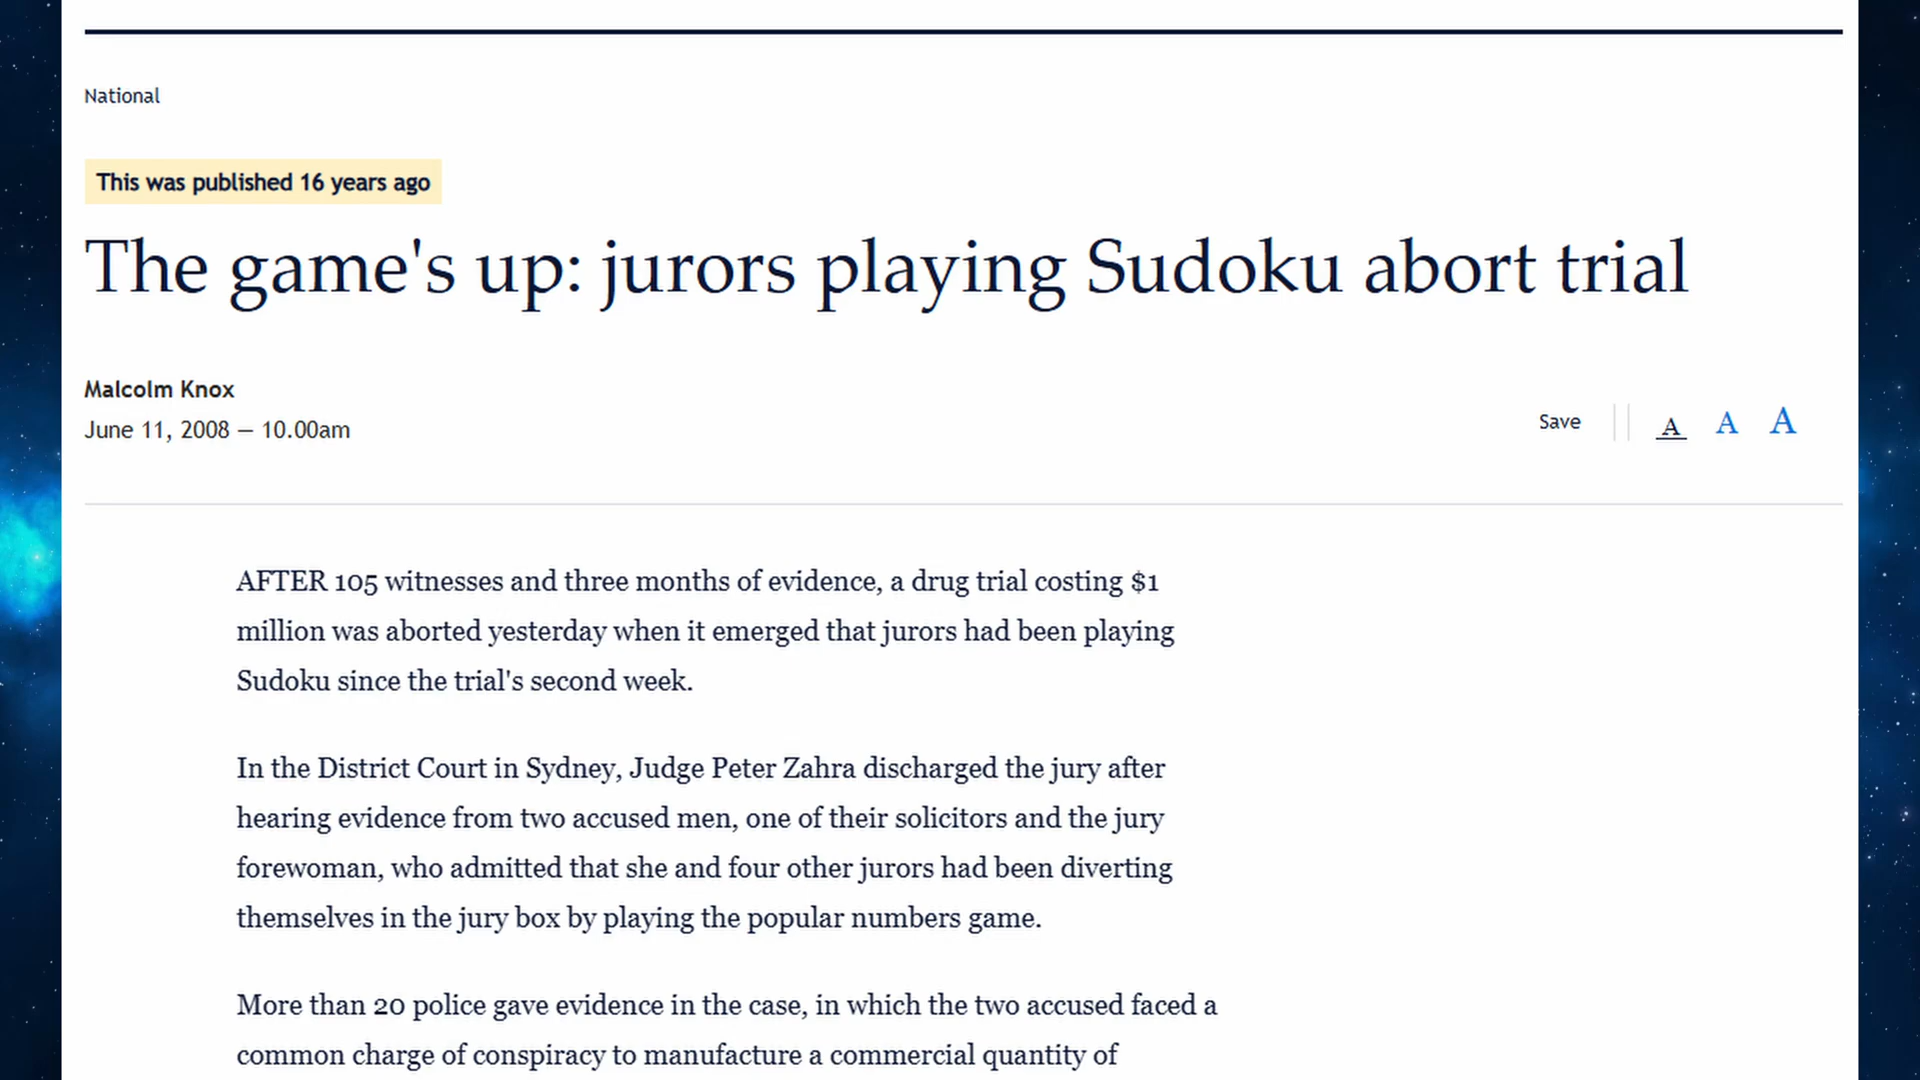 National
This was published 16 years ago
The game's up: jurors playing Sudoku abort trial
Malcolm Knox
June 11, 2008 — 10.00am
Save A A A
AFTER 105 witnesses and three months of evidence, a drug trial costing $1
million was aborted yesterday when it emerged that jurors had been playing
Sudoku since the trial's second week.
In the District Court in Sydney, Judge Peter Zahra discharged the jury after
hearing evidence from two accused men, one of their solicitors and the jury
forewoman, who admitted that she and four other jurors had been diverting
themselves in the jury box by playing the popular numbers game.
More than 20 police gave evidence in the case, in which the two accused faced a
common charge of conspiracy to manufacture a commercial quantity of